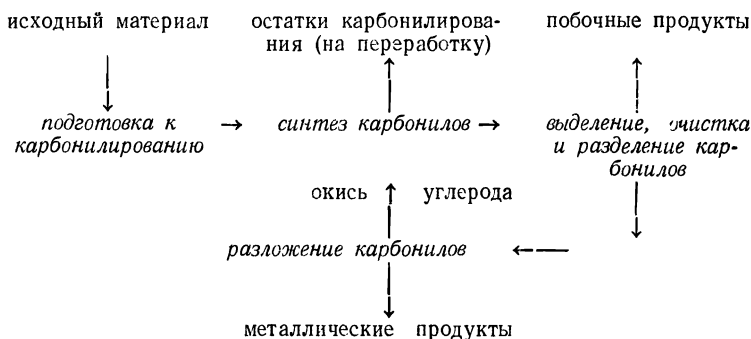 исходный материал
остатки карбонилирова-
ния (на переработку)
побочные продукты
подготовка к
карбонилированию
→ синтез карбонилов →
выделение, очистка
и разделение кар-
бонилов
окись углерода
разложение карбонилов
металлические продукты